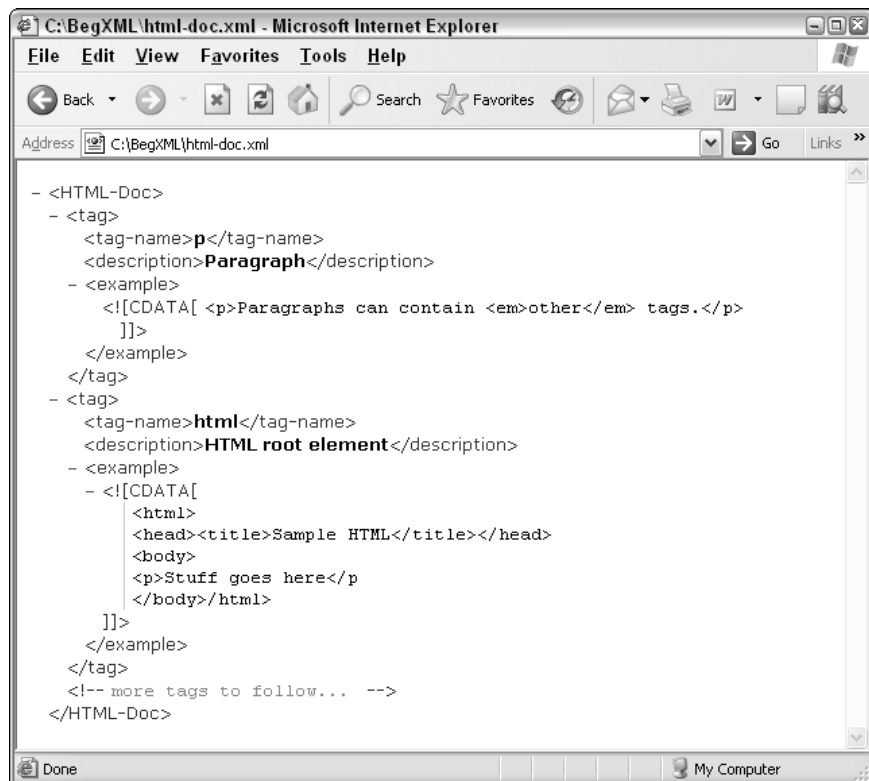 C:\BegXML\html-doc.xml - Microsoft Internet Explorer
File Edit View Favorites Tools Help
Back Search Favorites W
Address C:\BegXML\html-doc.xml Go Links »
– <HTML-Doc>
– <tag>
<tag-name>p</tag-name>
<description>Paragraph</description>
– <example>
<![CDATA[ <p>Paragraphs can contain <em>other</em> tags.</p>
]]>
</example>
</tag>
– <tag>
<tag-name>html</tag-name>
<description>HTML root element</description>
– <example>
– <![CDATA[
<html>
<head><title>Sample HTML</title></head>
<body>
<p>Stuff goes here</p
</body>/html>
]]>
</example>
</tag>
<!-- more tags to follow... -->
</HTML-Doc>
Done My Computer